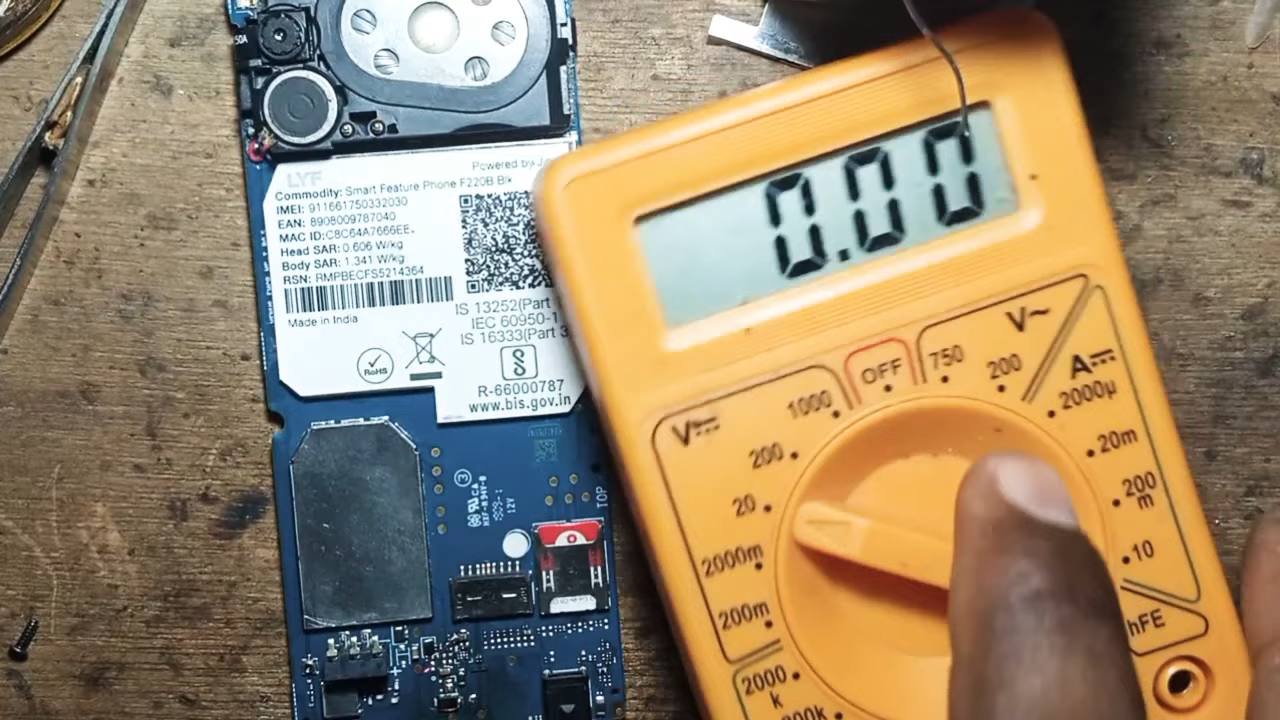 50A
LYF
Powered by
Commodity: Smart Feature Phone F220B Blk
IMEI: 911661750332030
EAN: 8908009787040
MAC ID:C8C64A7666EE
Head SAR: 0.606 W/kg
Body SAR: 1.341 W/kg
RSN: RMPBECFS5214364
Made in India
IS 13252(Part
IEC 60950-1
IS 16333(Part 3
RoHS
R-66000787
www.bis.gov.in
3
TOP
0.00
OFF
750
200
V~
A
2000µ
20m
200
m
10
hFE
V
1000
200
20
2000m
200m
2000
k
200k